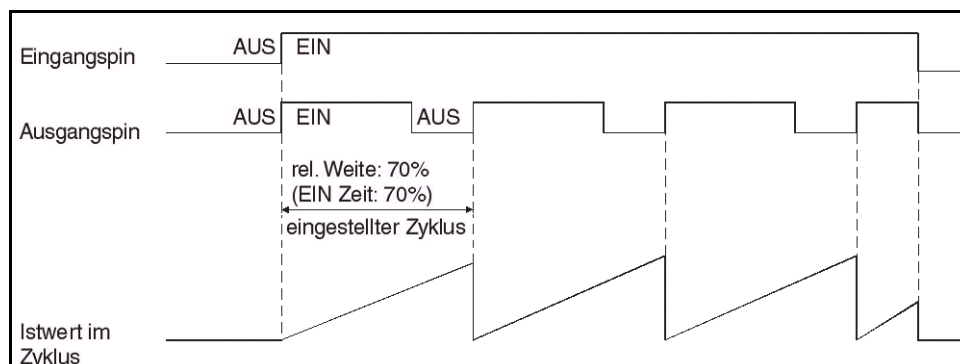 Eingangspin
AUS
EIN
Ausgangspin
AUS
EIN
AUS
rel. Weite: 70%
(EIN Zeit: 70%)
eingestellter Zyklus
Istwert im
Zyklus